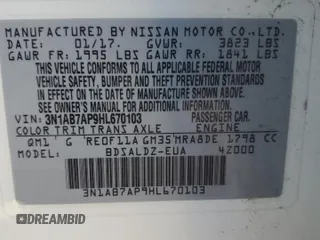 MANUFACTURED BY NISSAN MOTOR CO.,LTD.
DATE: 01/17. GVWR: 3823 LBS
GAWR FR: 1995 LBS GAWR RR: 1841 LBS
THIS VEHICLE CONFORMS TO ALL APPLICABLE FEDERAL MOTOR
VEHICLE SAFETY, BUMPER AND THEFT PREVENTION STANDARDS
IN EFFECT ON THE DATE OF MANUFACTURE SHOWN ABOVE.
SEE OWNER'S MANUAL FOR ADDITIONAL INFORMATION
VIN: 3N1AB7AP9HL670103 PASSENGER CAR.
COLOR TRIM TRANS AXLE ENGINE
QM1 G RE0F11A GM35 MRA8DE 1798 CC
BDSALDZ-EUA 4Z000
3N1AB7AP9HL670103
AUTOBIDMASTER